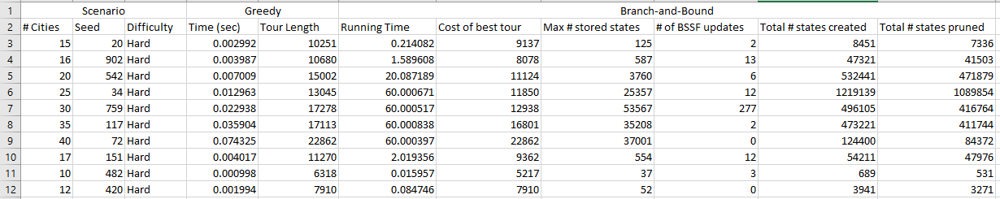 1 Scenario Greedy Branch-and-Bound
2 # Cities Seed Difficulty Time (sec) Tour Length Running Time Cost of best tour Max # stored states # of BSSF updates Total # states created Total # states pruned
3 15 20 Hard 0.002992 10251 0.214082 9137 125 2 8451 7336
4 16 902 Hard 0.003987 10680 1.589608 8078 587 13 47321 41503
5 20 542 Hard 0.007009 15002 20.087189 11124 3760 6 532441 471879
6 25 34 Hard 0.012963 13045 60.000671 11850 25357 12 1219139 1089854
7 30 759 Hard 0.022938 17278 60.000517 12938 53567 277 496105 416764
8 35 117 Hard 0.035904 17113 60.000838 16801 35208 2 473221 411744
9 40 72 Hard 0.074325 22862 60.000397 22862 37001 0 124400 84372
10 17 151 Hard 0.004017 11270 2.019356 9362 554 12 54211 47976
11 10 482 Hard 0.000998 6318 0.015957 5217 37 3 689 531
12 12 420 Hard 0.001994 7910 0.084746 7910 52 0 3941 3271